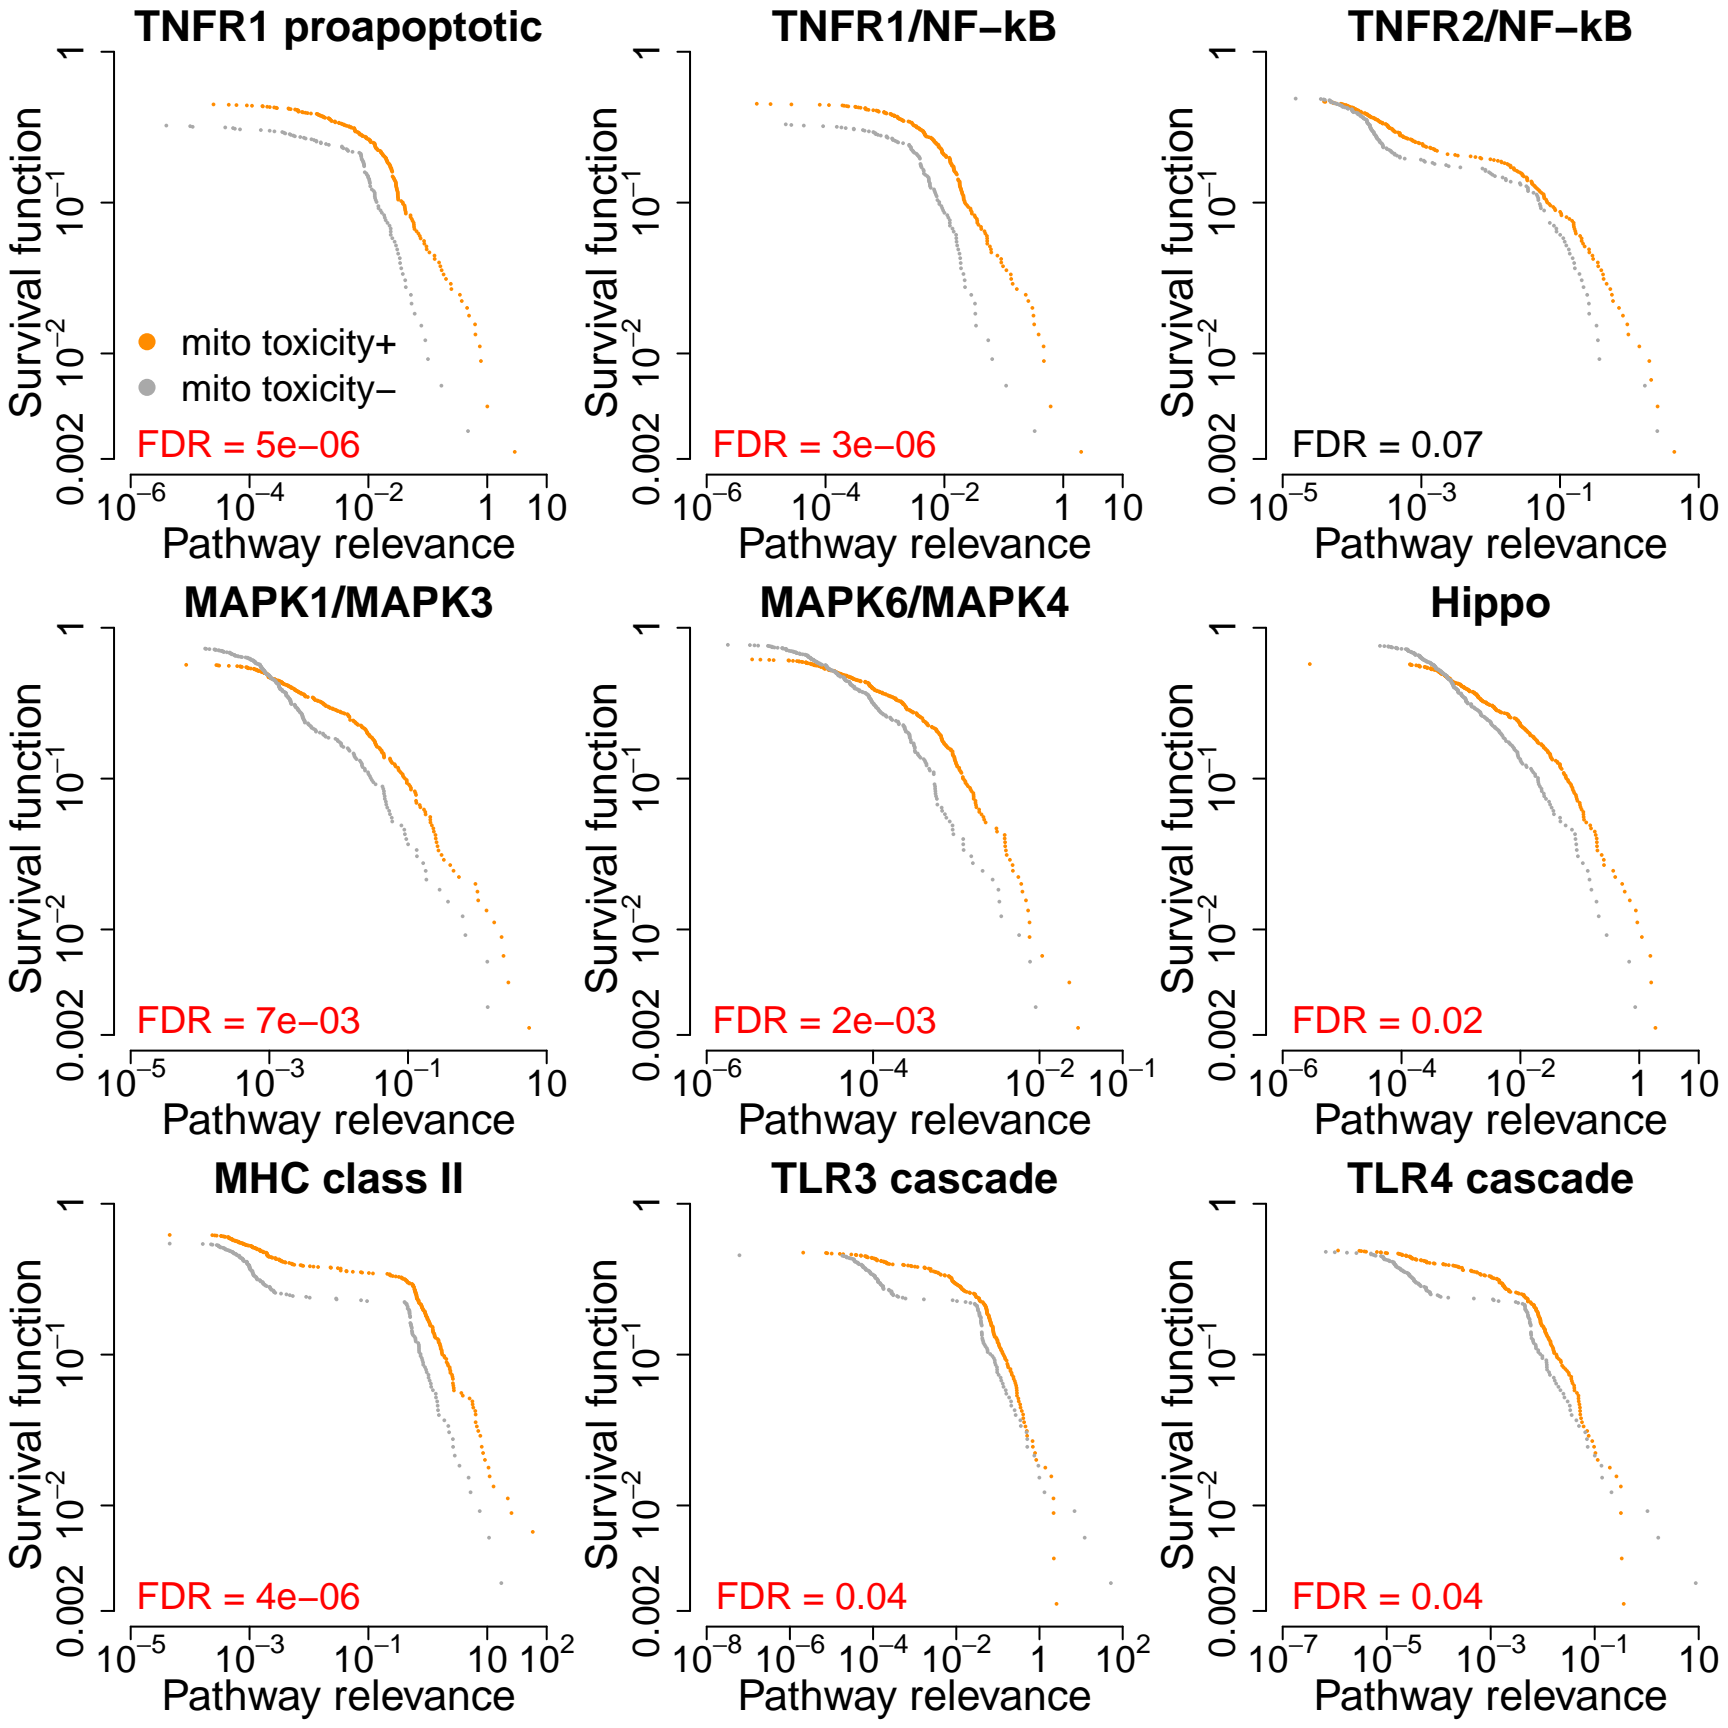 TNFR1 proapoptotic
Survival function
1
10⁻¹
10⁻²
0.002
mito toxicity+
mito toxicity−
FDR = 5e−06
10⁻⁶ 10⁻⁴ 10⁻² 1 10
Pathway relevance
TNFR1/NF−kB
Survival function
1
10⁻¹
10⁻²
0.002
FDR = 3e−06
10⁻⁶ 10⁻⁴ 10⁻² 1 10
Pathway relevance
TNFR2/NF−kB
Survival function
1
10⁻¹
10⁻²
0.002
FDR = 0.07
10⁻⁵ 10⁻³ 10⁻¹ 10
Pathway relevance
MAPK1/MAPK3
Survival function
1
10⁻¹
10⁻²
0.002
FDR = 7e−03
10⁻⁵ 10⁻³ 10⁻¹ 10
Pathway relevance
MAPK6/MAPK4
Survival function
1
10⁻¹
10⁻²
0.002
FDR = 2e−03
10⁻⁶ 10⁻⁴ 10⁻² 10⁻¹
Pathway relevance
Hippo
Survival function
1
10⁻¹
10⁻²
0.002
FDR = 0.02
10⁻⁶ 10⁻⁴ 10⁻² 1 10
Pathway relevance
MHC class II
Survival function
1
10⁻¹
10⁻²
0.002
FDR = 4e−06
10⁻⁵ 10⁻³ 10⁻¹ 10 10²
Pathway relevance
TLR3 cascade
Survival function
1
10⁻¹
10⁻²
0.002
FDR = 0.04
10⁻⁸ 10⁻⁶ 10⁻⁴ 10⁻² 1 10²
Pathway relevance
TLR4 cascade
Survival function
1
10⁻¹
10⁻²
0.002
FDR = 0.04
10⁻⁷ 10⁻⁵ 10⁻³ 10⁻¹ 10
Pathway relevance